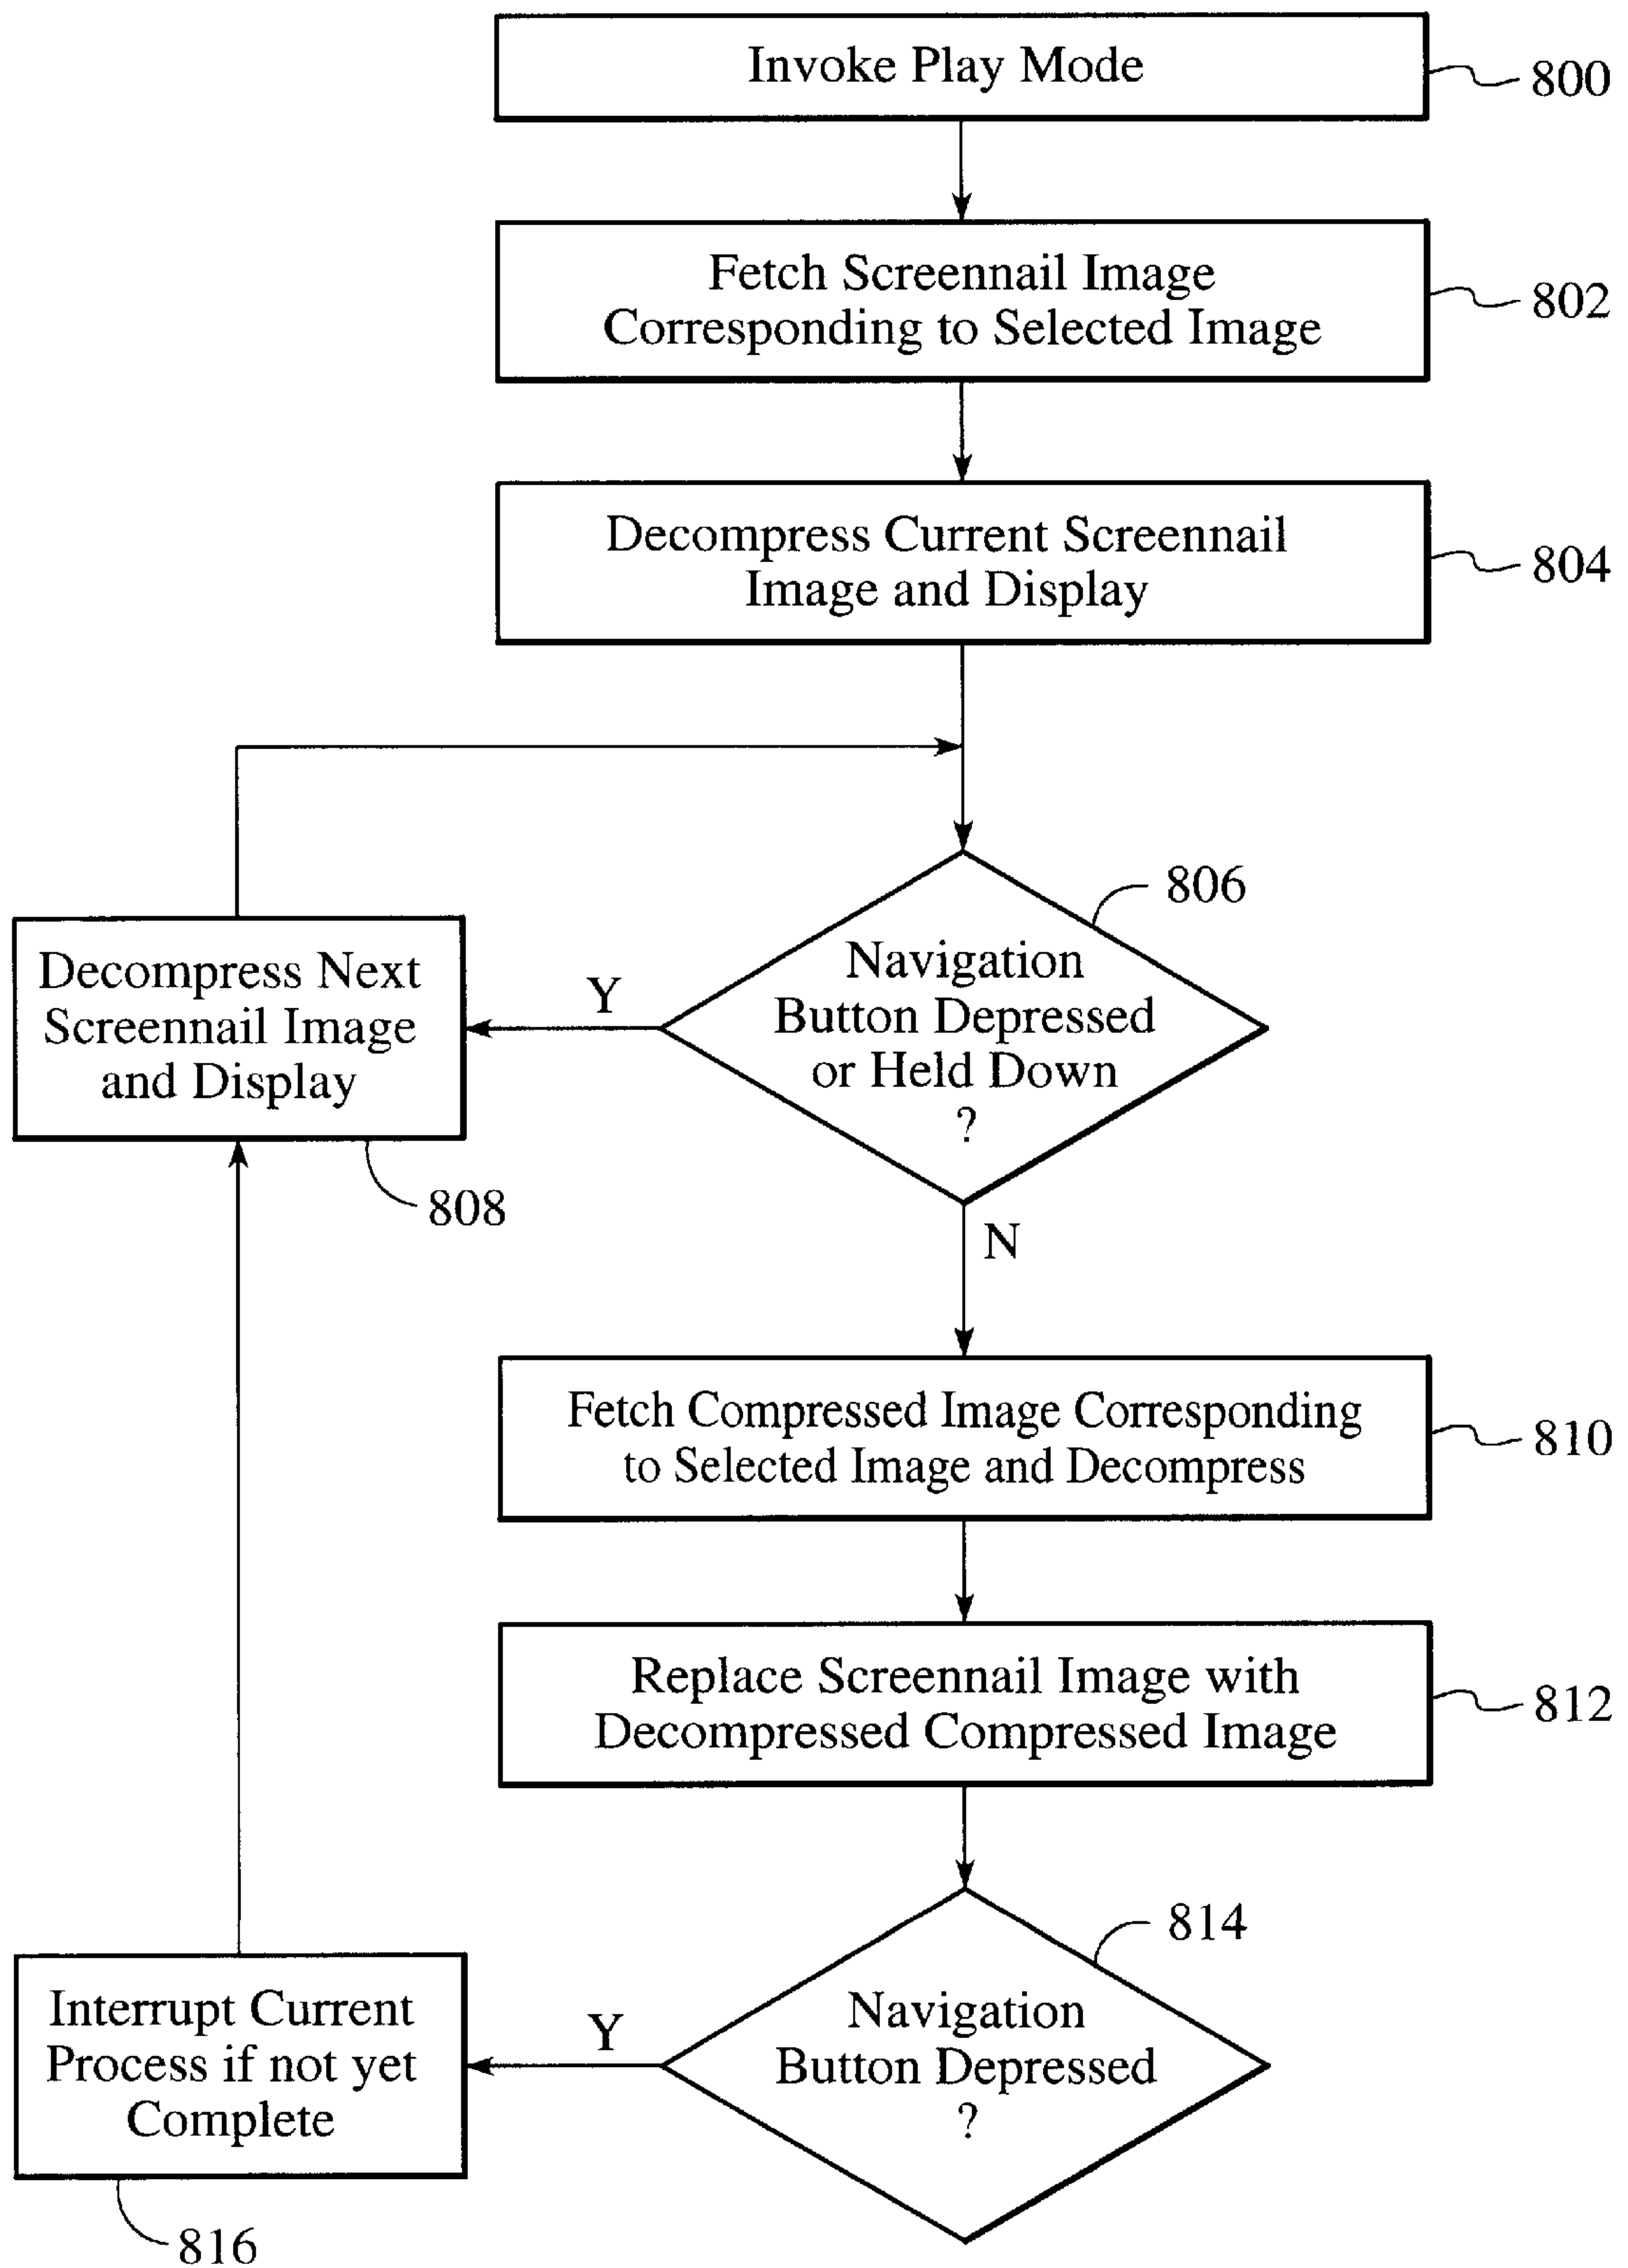 Invoke Play Mode
800
Fetch Screennail Image
Corresponding to Selected Image
802
Decompress Current Screennail
Image and Display
804
806
Navigation
Button Depressed
or Held Down
?
Y
Decompress Next
Screennail Image
and Display
808
N
Fetch Compressed Image Corresponding
to Selected Image and Decompress
810
Replace Screennail Image with
Decompressed Compressed Image
812
814
Navigation
Button Depressed
?
Y
Interrupt Current
Process if not yet
Complete
816